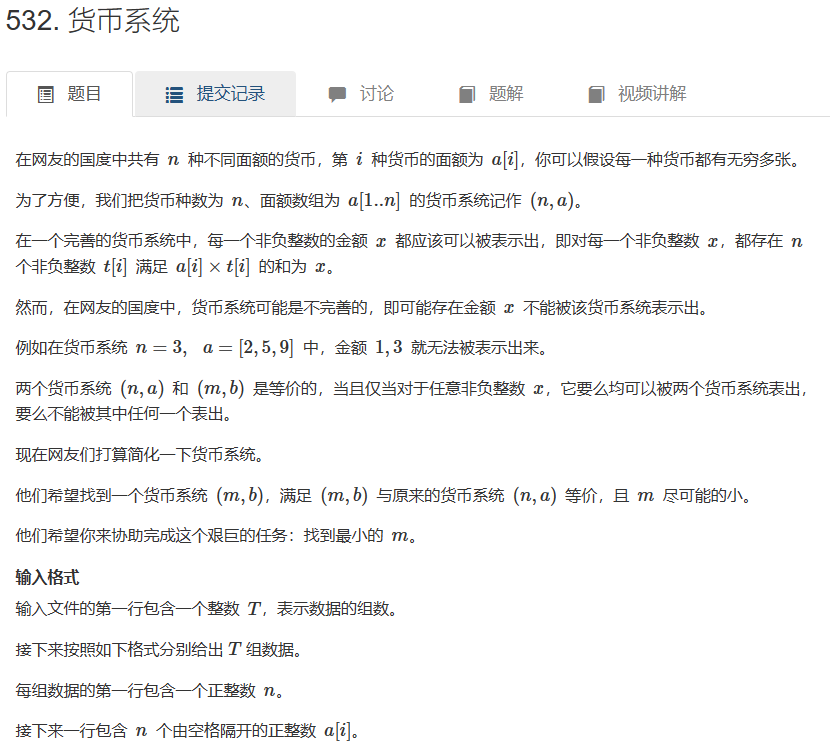 532. 货币系统
题目 提交记录 讨论 题解 视频讲解
在网友的国度中共有 n 种不同面额的货币，第 i 种货币的面额为 a[i]，你可以假设每一种货币都有无穷多张。
为了方便，我们把货币种数为 n、面额数组为 a[1..n] 的货币系统记作 (n, a)。
在一个完善的货币系统中，每一个非负整数的金额 x 都应该可以被表示出，即对每一个非负整数 x，都存在 n
个非负整数 t[i] 满足 a[i] × t[i] 的和为 x。
然而，在网友的国度中，货币系统可能是不完善的，即可能存在金额 x 不能被该货币系统表示出。
例如在货币系统 n = 3, a = [2, 5, 9] 中，金额 1, 3 就无法被表示出来。
两个货币系统 (n, a) 和 (m, b) 是等价的，当且仅当对于任意非负整数 x，它要么均可以被两个货币系统表出，
要么不能被其中任何一个表出。
现在网友们打算简化一下货币系统。
他们希望找到一个货币系统 (m, b)，满足 (m, b) 与原来的货币系统 (n, a) 等价，且 m 尽可能的小。
他们希望你来协助完成这个艰巨的任务：找到最小的 m。
输入格式
输入文件的第一行包含一个整数 T，表示数据的组数。
接下来按照如下格式分别给出 T 组数据。
每组数据的第一行包含一个正整数 n。
接下来一行包含 n 个由空格隔开的正整数 a[i]。